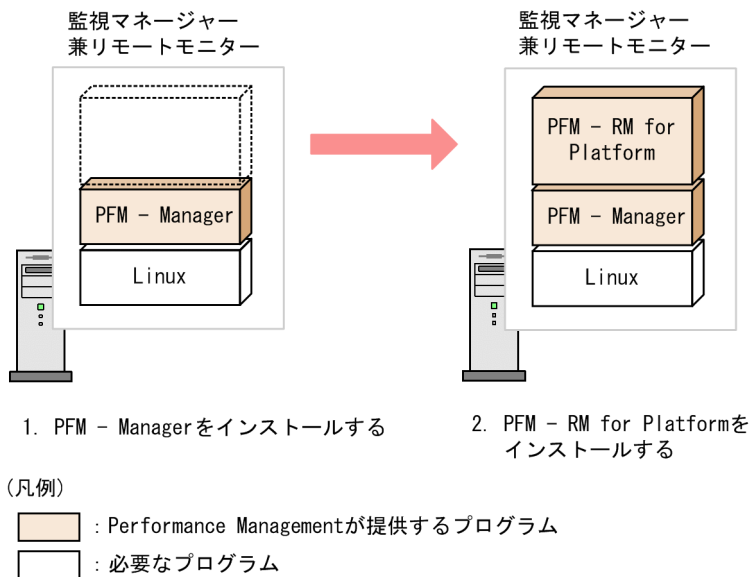 監視マネージャー
兼リモートモニター
PFM - Manager
Linux
監視マネージャー
兼リモートモニター
PFM - RM for
Platform
PFM - Manager
Linux
1. PFM - Managerをインストールする
2. PFM - RM for Platformを
インストールする
(凡例)
：Performance Managementが提供するプログラム
：必要なプログラム